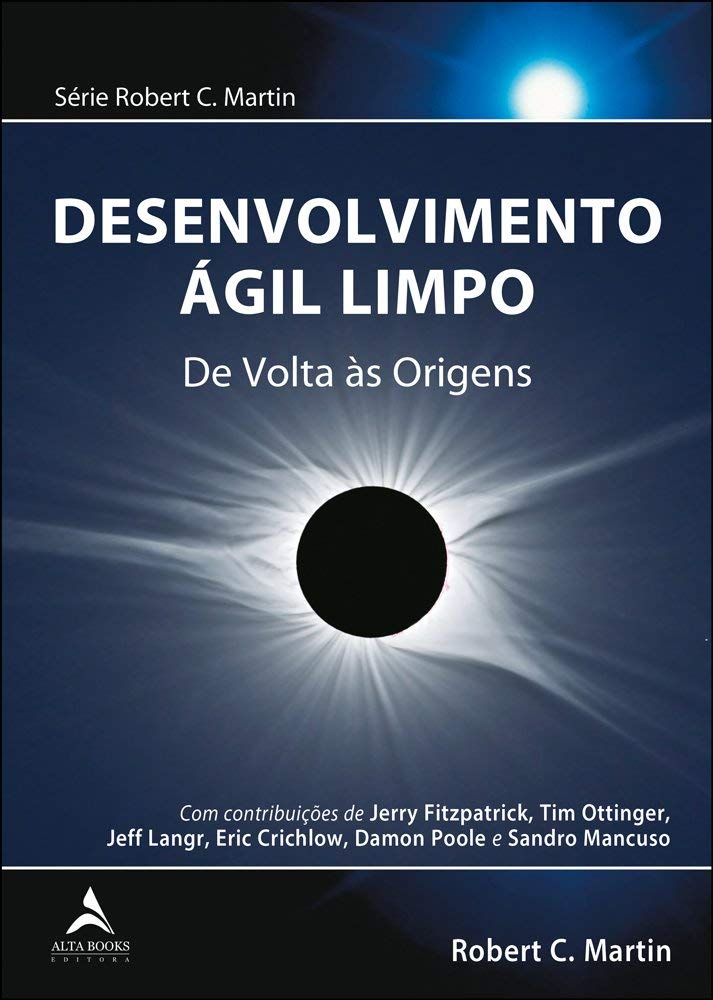 Série Robert C. Martin
DESENVOLVIMENTO
ÁGIL LIMPO
De Volta às Origens
Com contribuições de Jerry Fitzpatrick, Tim Ottinger,
Jeff Langr, Eric Crichlow, Damon Poole e Sandro Mancuso
ALTA BOOKS
EDITORA
Robert C. Martin